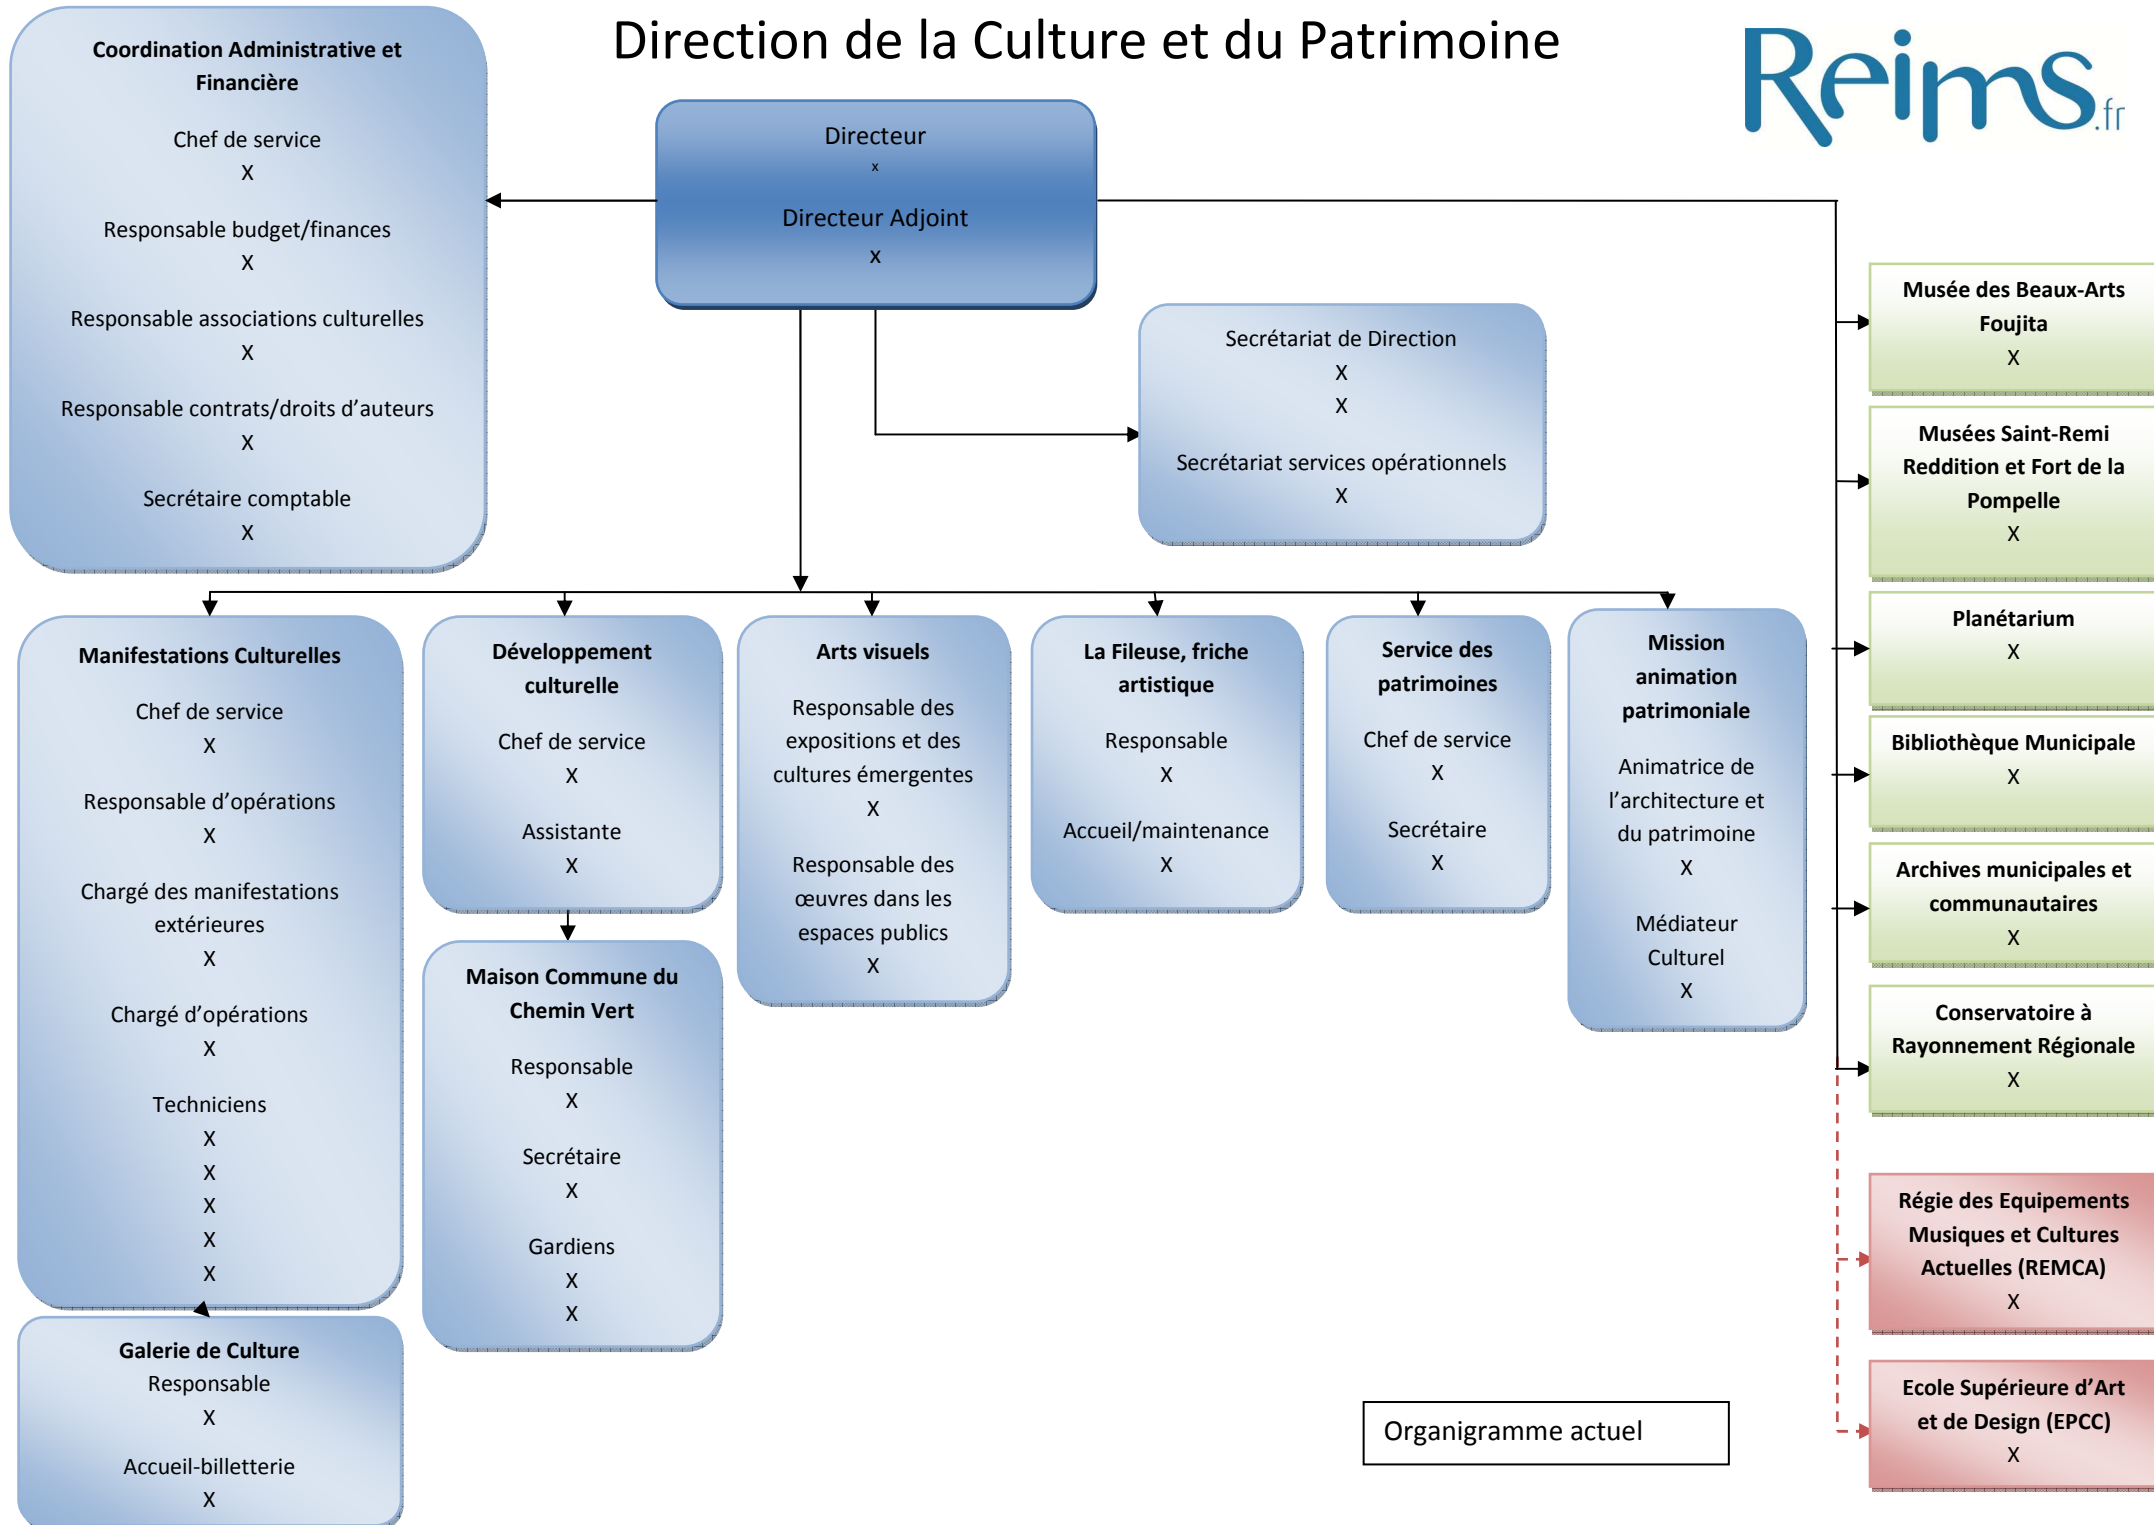 Direction de la Culture et du Patrimoine
Reims.fr
Coordination Administrative et
Financière
Chef de service
X
Responsable budget/finances
X
Responsable associations culturelles
X
Responsable contrats/droits d’auteurs
X
Secrétaire comptable
X
Directeur
x
Directeur Adjoint
x
Secrétariat de Direction
X
X
Secrétariat services opérationnels
X
Manifestations Culturelles
Chef de service
X
Responsable d’opérations
X
Chargé des manifestations
extérieures
X
Chargé d’opérations
X
Techniciens
X
X
X
X
X
Galerie de Culture
Responsable
X
Accueil-billetterie
X
Développement
culturelle
Chef de service
X
Assistante
X
Maison Commune du
Chemin Vert
Responsable
X
Secrétaire
X
Gardiens
X
X
Arts visuels
Responsable des
expositions et des
cultures émergentes
X
Responsable des
œuvres dans les
espaces publics
X
La Fileuse, friche
artistique
Responsable
X
Accueil/maintenance
X
Service des
patrimoines
Chef de service
X
Secrétaire
X
Mission
animation
patrimoniale
Animatrice de
l’architecture et
du patrimoine
X
Médiateur
Culturel
X
Musée des Beaux-Arts
Foujita
X
Musées Saint-Remi
Reddition et Fort de la
Pompelle
X
Planétarium
X
Bibliothèque Municipale
X
Archives municipales et
communautaires
X
Conservatoire à
Rayonnement Régionale
X
Régie des Equipements
Musiques et Cultures
Actuelles (REMCA)
X
Ecole Supérieure d’Art
et de Design (EPCC)
X
Organigramme actuel